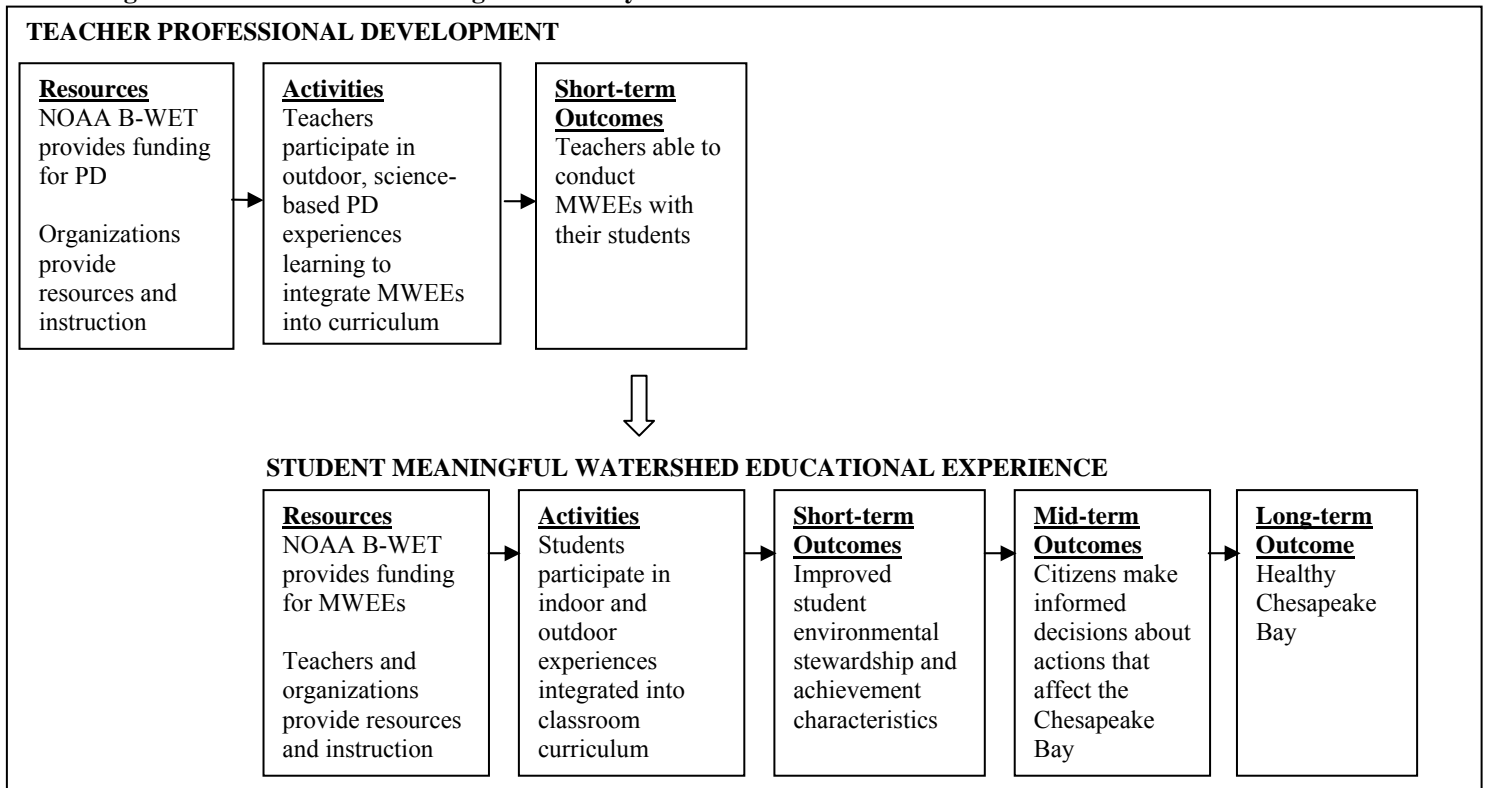 TEACHER PROFESSIONAL DEVELOPMENT
Resources
NOAA B-WET
provides funding
for PD
Organizations
provide
resources and
instruction
Activities
Teachers
participate in
outdoor, science-
based PD
experiences
learning to
integrate MWEEs
into curriculum
Short-term
Outcomes
Teachers able to
conduct
MWEEs with
their students
STUDENT MEANINGFUL WATERSHED EDUCATIONAL EXPERIENCE
Resources
NOAA B-WET
provides funding
for MWEEs
Teachers and
organizations
provide resources
and instruction
Activities
Students
participate in
indoor and
outdoor
experiences
integrated into
classroom
curriculum
Short-term
Outcomes
Improved
student
environmental
stewardship and
achievement
characteristics
Mid-term
Outcomes
Citizens make
informed
decisions about
actions that
affect the
Chesapeake
Bay
Long-term
Outcome
Healthy
Chesapeake
Bay